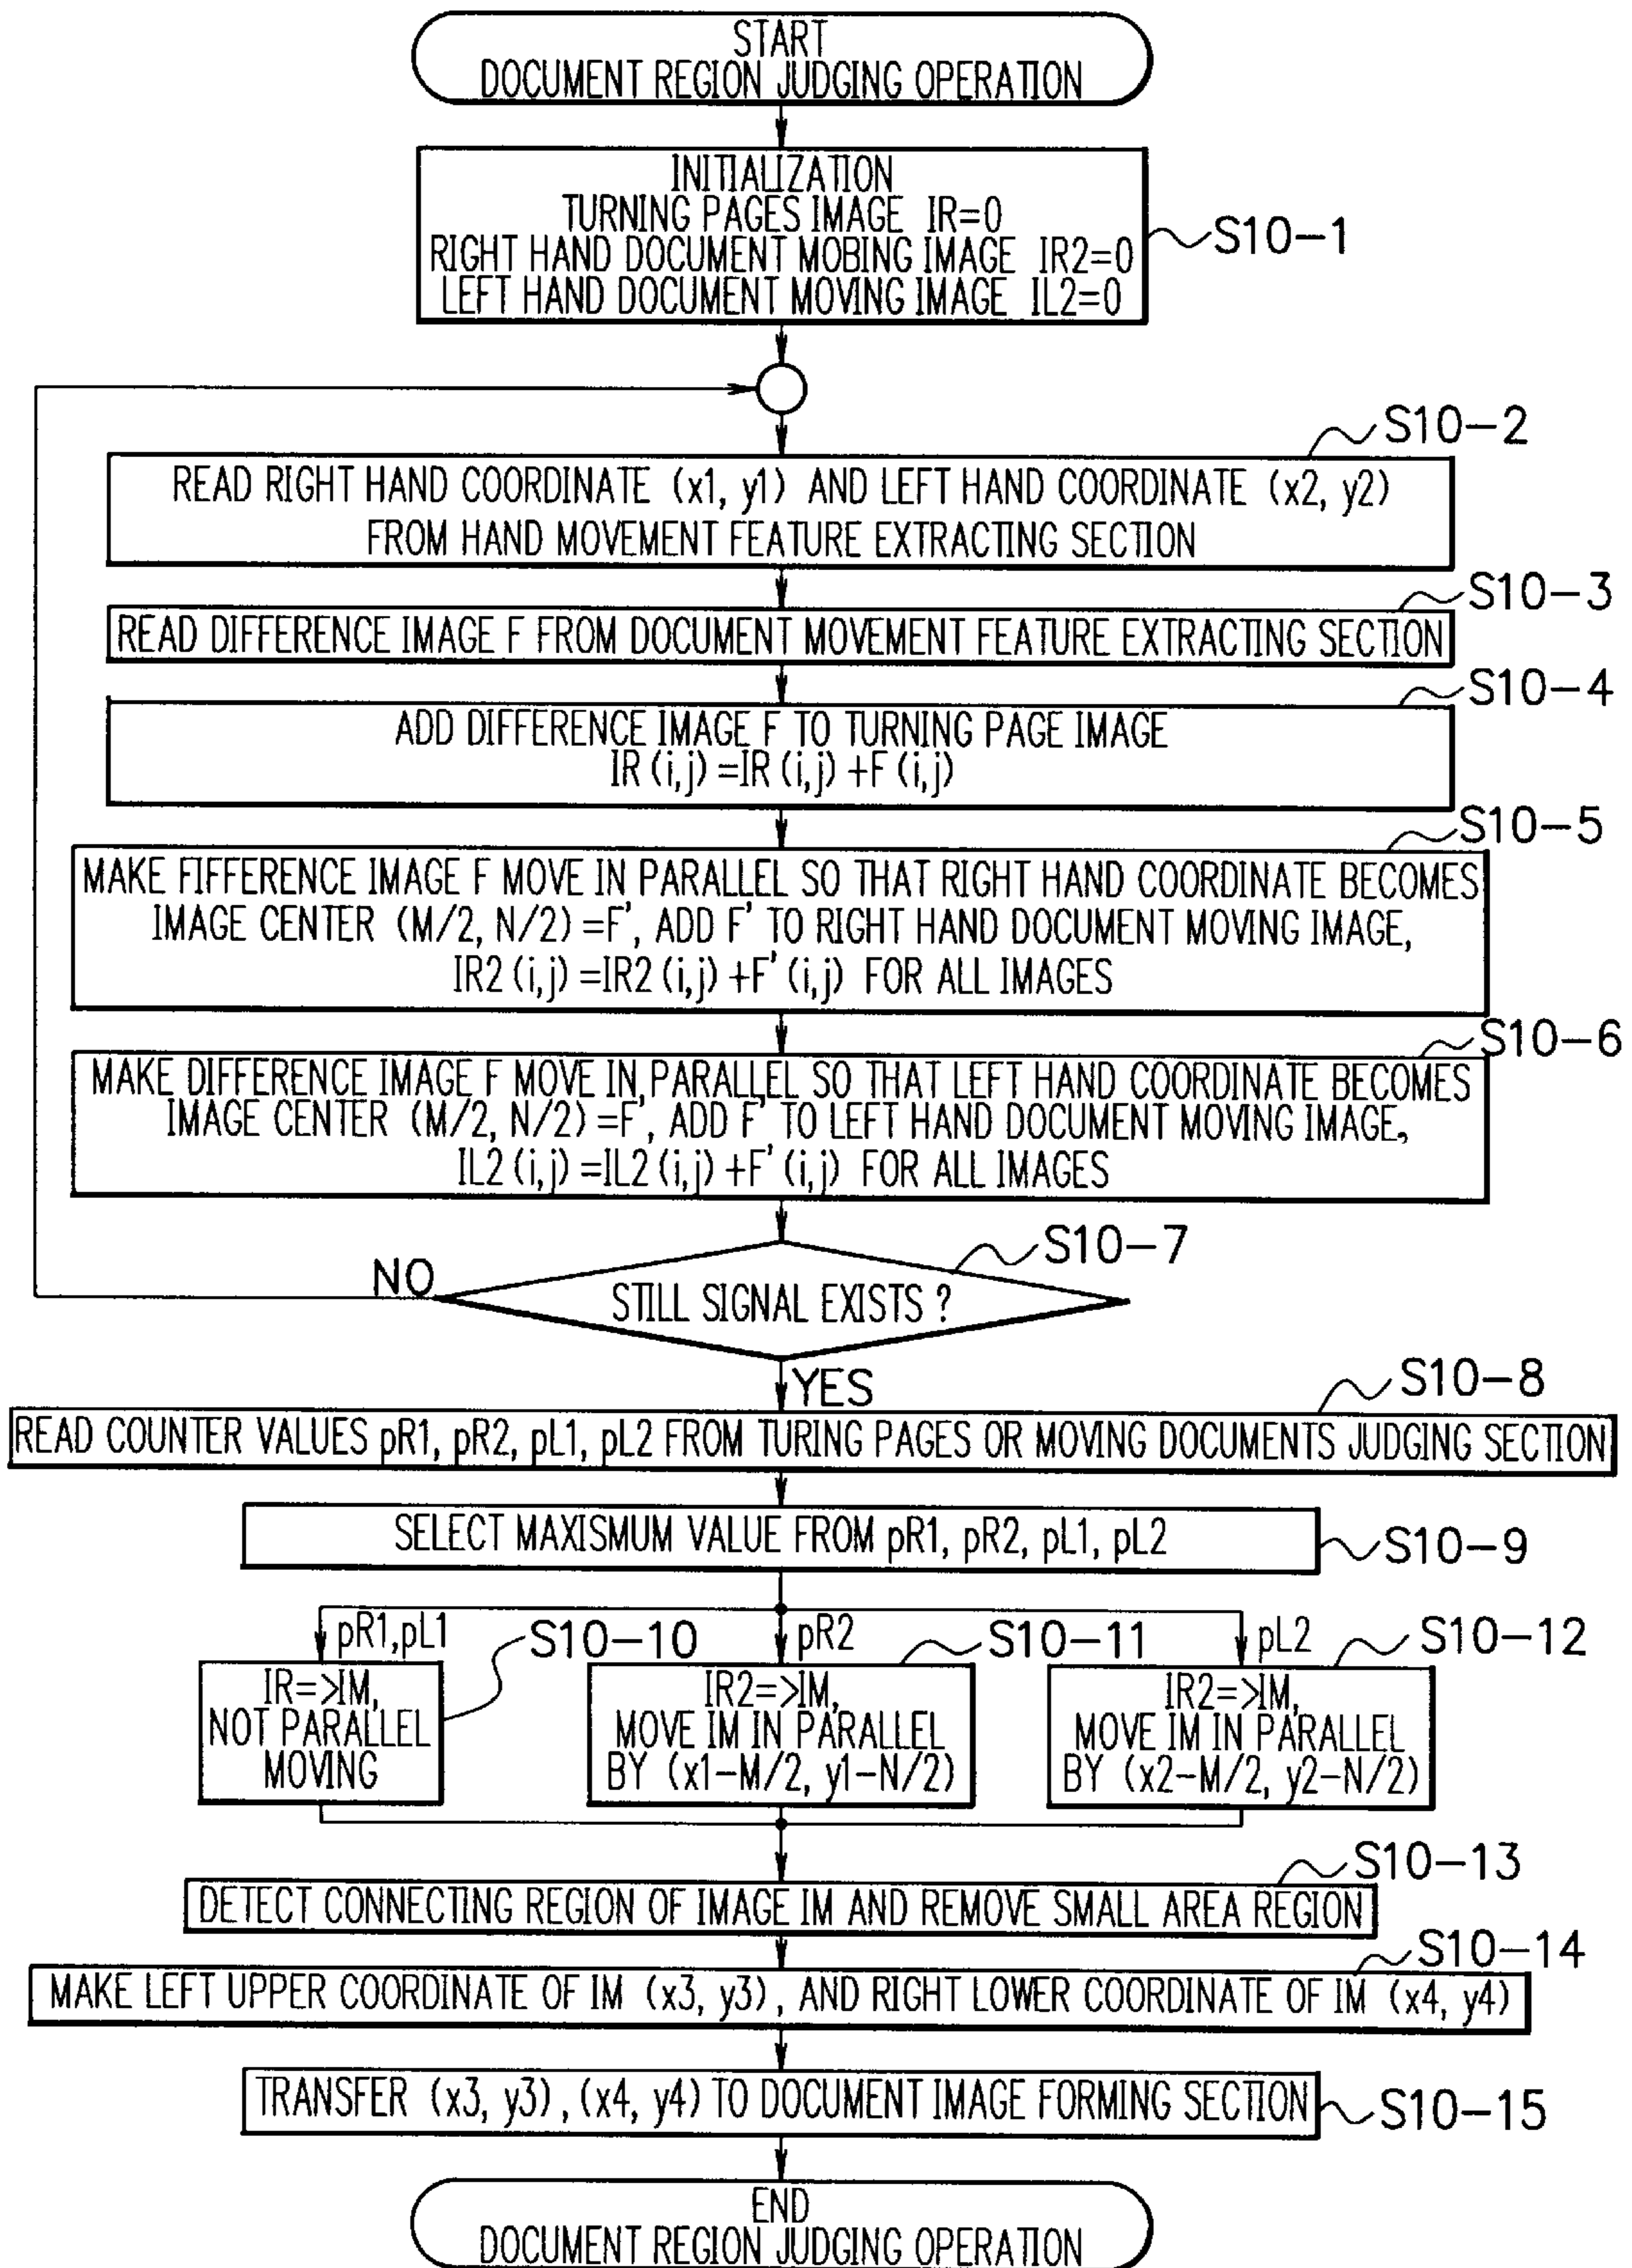 START
DOCUMENT REGION JUDGING OPERATION
INITIALIZATION
TURNING PAGES IMAGE IR=0
RIGHT HAND DOCUMENT MOBING IMAGE IR2=0
LEFT HAND DOCUMENT MOVING IMAGE IL2=0
S10-1
S10-2
READ RIGHT HAND COORDINATE (x1, y1) AND LEFT HAND COORDINATE (x2, y2)
FROM HAND MOVEMENT FEATURE EXTRACTING SECTION
S10-3
READ DIFFERENCE IMAGE F FROM DOCUMENT MOVEMENT FEATURE EXTRACTING SECTION
S10-4
ADD DIFFERENCE IMAGE F TO TURNING PAGE IMAGE
IR(i,j)=IR(i,j)+F(i,j)
S10-5
MAKE FIFFERENCE IMAGE F MOVE IN PARALLEL SO THAT RIGHT HAND COORDINATE BECOMES
IMAGE CENTER (M/2, N/2)=F', ADD F' TO RIGHT HAND DOCUMENT MOVING IMAGE,
IR2(i,j)=IR2(i,j)+F'(i,j) FOR ALL IMAGES
S10-6
MAKE DIFFERENCE IMAGE F MOVE IN PARALLEL SO THAT LEFT HAND COORDINATE BECOMES
IMAGE CENTER (M/2, N/2)=F', ADD F' TO LEFT HAND DOCUMENT MOVING IMAGE,
IL2(i,j)=IL2(i,j)+F'(i,j) FOR ALL IMAGES
S10-7
NO
STILL SIGNAL EXISTS ?
YES
S10-8
READ COUNTER VALUES pR1, pR2, pL1, pL2 FROM TURING PAGES OR MOVING DOCUMENTS JUDGING SECTION
SELECT MAXISMUM VALUE FROM pR1, pR2, pL1, pL2
S10-9
pR1,pL1
S10-10
pR2
S10-11
pL2
S10-12
IR=>IM,
NOT PARALLEL
MOVING
IR2=>IM,
MOVE IM IN PARALLEL
BY (x1-M/2, y1-N/2)
IR2=>IM,
MOVE IM IN PARALLEL
BY (x2-M/2, y2-N/2)
S10-13
DETECT CONNECTING REGION OF IMAGE IM AND REMOVE SMALL AREA REGION
S10-14
MAKE LEFT UPPER COORDINATE OF IM (x3, y3), AND RIGHT LOWER COORDINATE OF IM (x4, y4)
TRANSFER (x3, y3), (x4, y4) TO DOCUMENT IMAGE FORMING SECTION
S10-15
END
DOCUMENT REGION JUDGING OPERATION